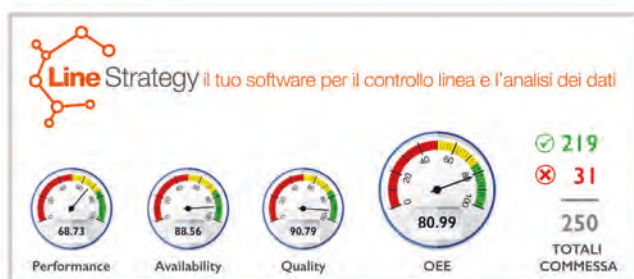 Line Strategy il tuo software per il controllo linea e l'analisi dei dati
219
31
250
TOTALI
COMMESSA
68.73
88.56
90.79
80.99
Performance
Availability
Quality
OEE